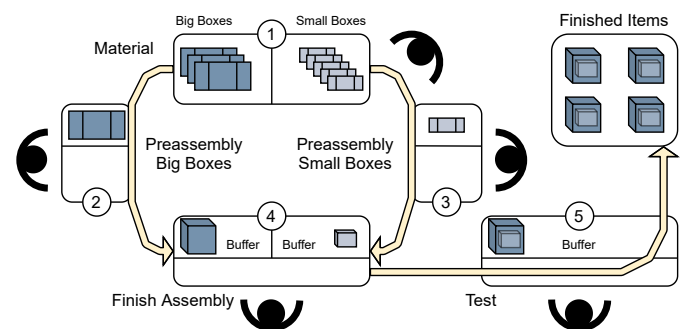 Big Boxes
Small Boxes
Finished Items
Material
1
Preassembly
Big Boxes
Preassembly
Small Boxes
2
3
4
5
Buffer
Buffer
Buffer
Finish Assembly
Test